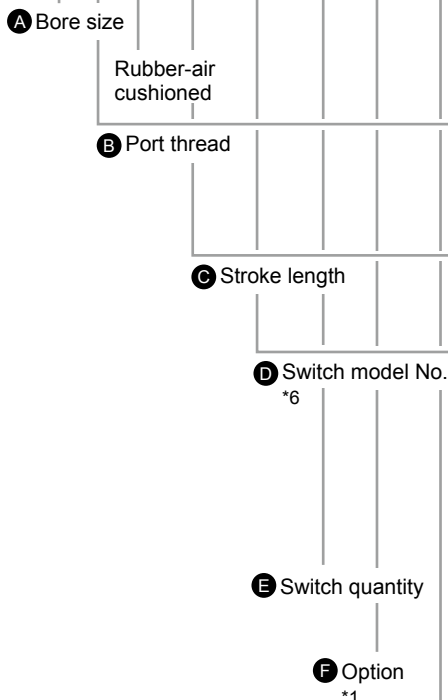 A Bore size
Rubber-air
cushioned
B Port thread
C Stroke length
D Switch model No.
*6
E Switch quantity
F Option
*1